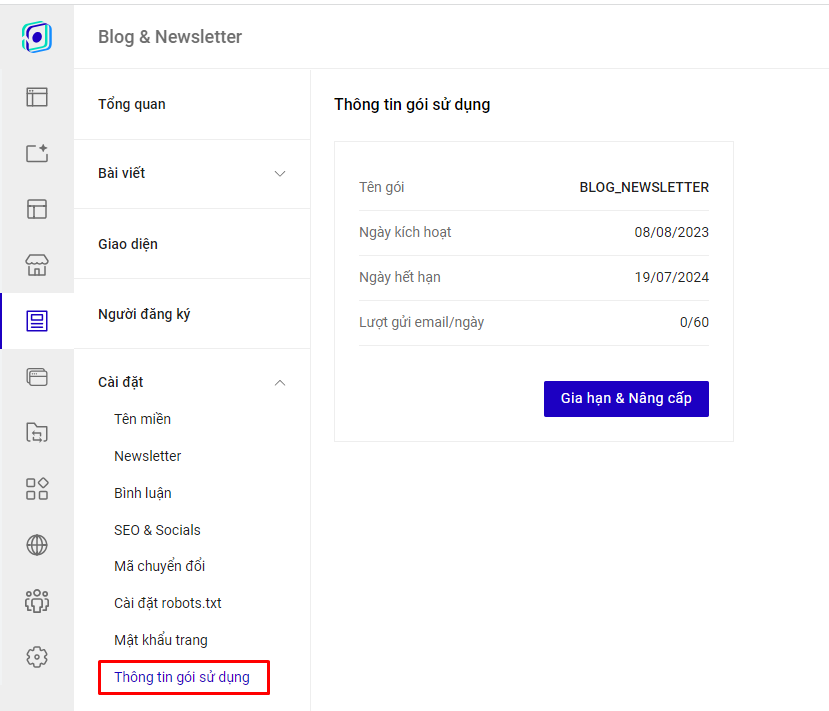 Blog & Newsletter
Tổng quan
Bài viết
Giao diện
Người đăng ký
Cài đặt
Tên miền
Newsletter
Bình luận
SEO & Socials
Mã chuyển đổi
Cài đặt robots.txt
Mật khẩu trang
Thông tin gói sử dụng
Thông tin gói sử dụng
Tên gói BLOG_NEWSLETTER
Ngày kích hoạt 08/08/2023
Ngày hết hạn 19/07/2024
Lượt gửi email/ngày 0/60
Gia hạn & Nâng cấp